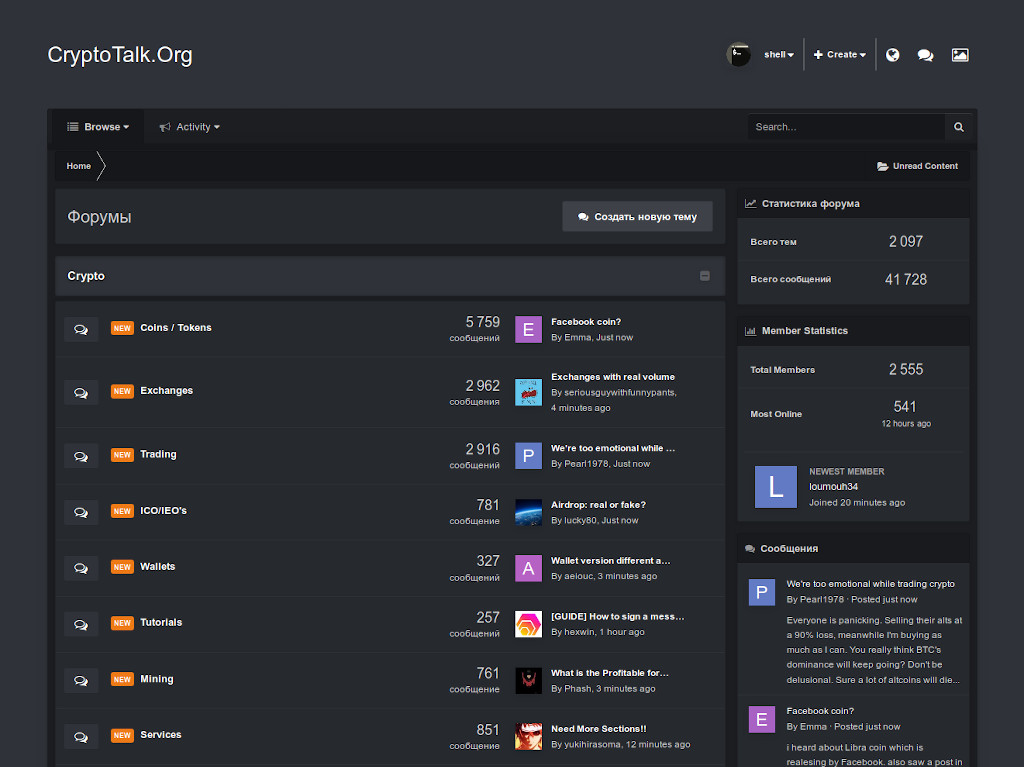 CryptoTalk.Org
shell
Create
Browse
Activity
Search...
Home
Unread Content
Форумы
Создать новую тему
Crypto
NEW Coins / Tokens
5 759
сообщений
E
Facebook coin?
By Emma, Just now
NEW Exchanges
2 962
сообщений
Exchanges with real volume
By seriousguywithfunnypants,
4 minutes ago
NEW Trading
2 916
сообщений
P
We're too emotional while ...
By Pearl1978, Just now
NEW ICO/IEO's
781
сообщение
Airdrop: real or fake?
By lucky80, Just now
NEW Wallets
327
сообщений
A
Wallet version different a...
By aeiouc, 3 minutes ago
NEW Tutorials
257
сообщений
[GUIDE] How to sign a mess...
By hexwin, 1 hour ago
NEW Mining
761
сообщение
What is the Profitable for...
By Phash, 3 minutes ago
NEW Services
851
сообщение
Need More Sections!!
By yukihirasoma, 12 minutes ago
Статистика форума
Всего тем 2 097
Всего сообщений 41 728
Member Statistics
Total Members 2 555
Most Online 541
12 hours ago
L
NEWEST MEMBER
loumouh34
Joined 20 minutes ago
Сообщения
P
We're too emotional while trading crypto
By Pearl1978 · Posted just now
Everyone is panicking. Selling their alts at
a 90% loss, meanwhile I'm buying as
much as I can. You really think BTC's
dominance will keep going? Don't be
delusional. Sure a lot of altcoins will die...
E
Facebook coin?
By Emma · Posted just now
i heard about Libra coin which is
realesing by Facebook. also saw a post in